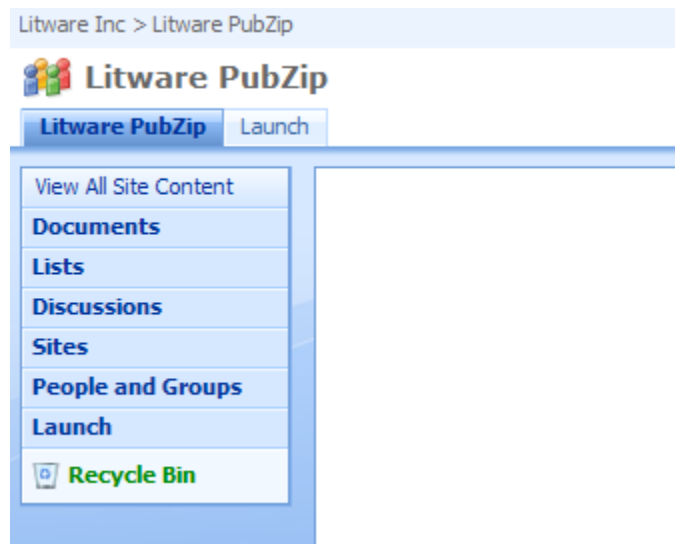 Litware Inc > Litware PubZip
Litware PubZip
Litware PubZip Launch
View All Site Content
Documents
Lists
Discussions
Sites
People and Groups
Launch
Recycle Bin